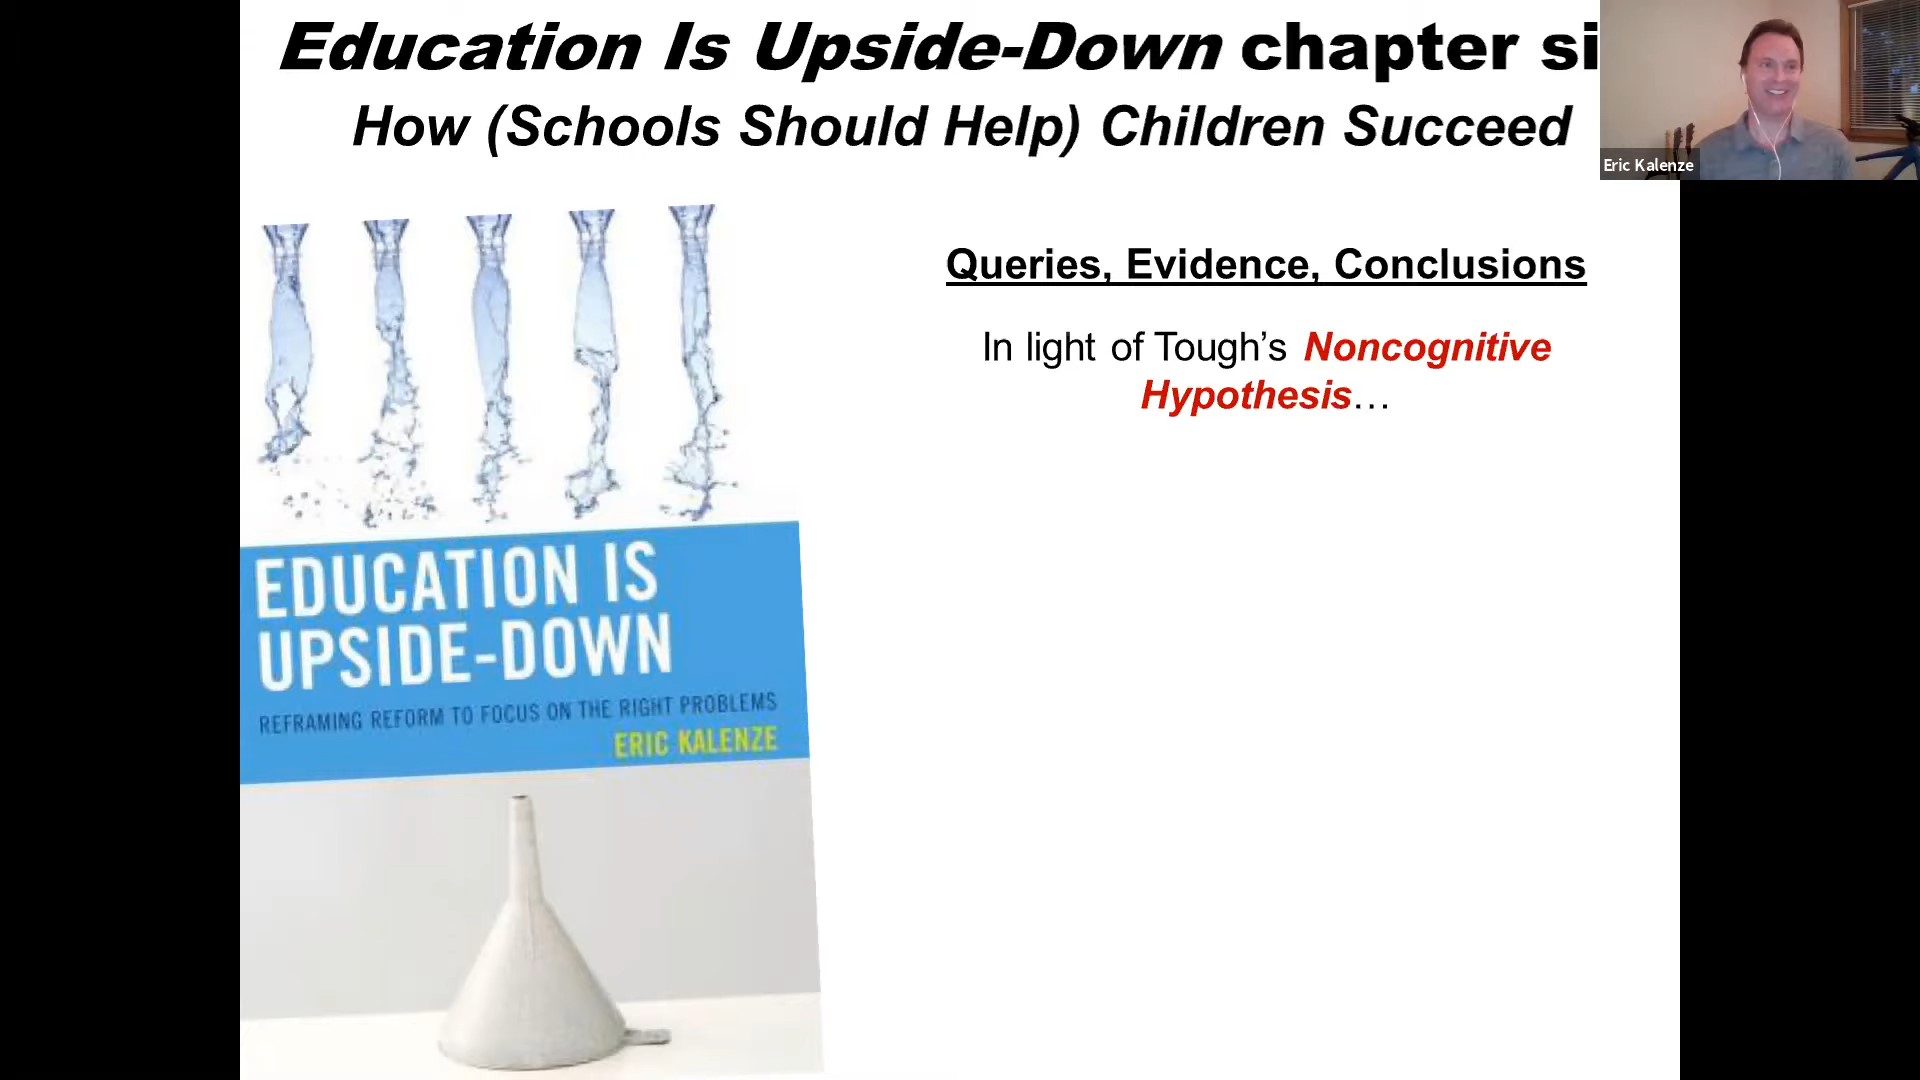 Education Is Upside-Down chapter si
How (Schools Should Help) Children Succeed
Eric Kalenze
Queries, Evidence, Conclusions
In light of Tough’s Noncognitive
Hypothesis…
EDUCATION IS
UPSIDE-DOWN
REFRAMING REFORM TO FOCUS ON THE RIGHT PROBLEMS
ERIC KALENZE